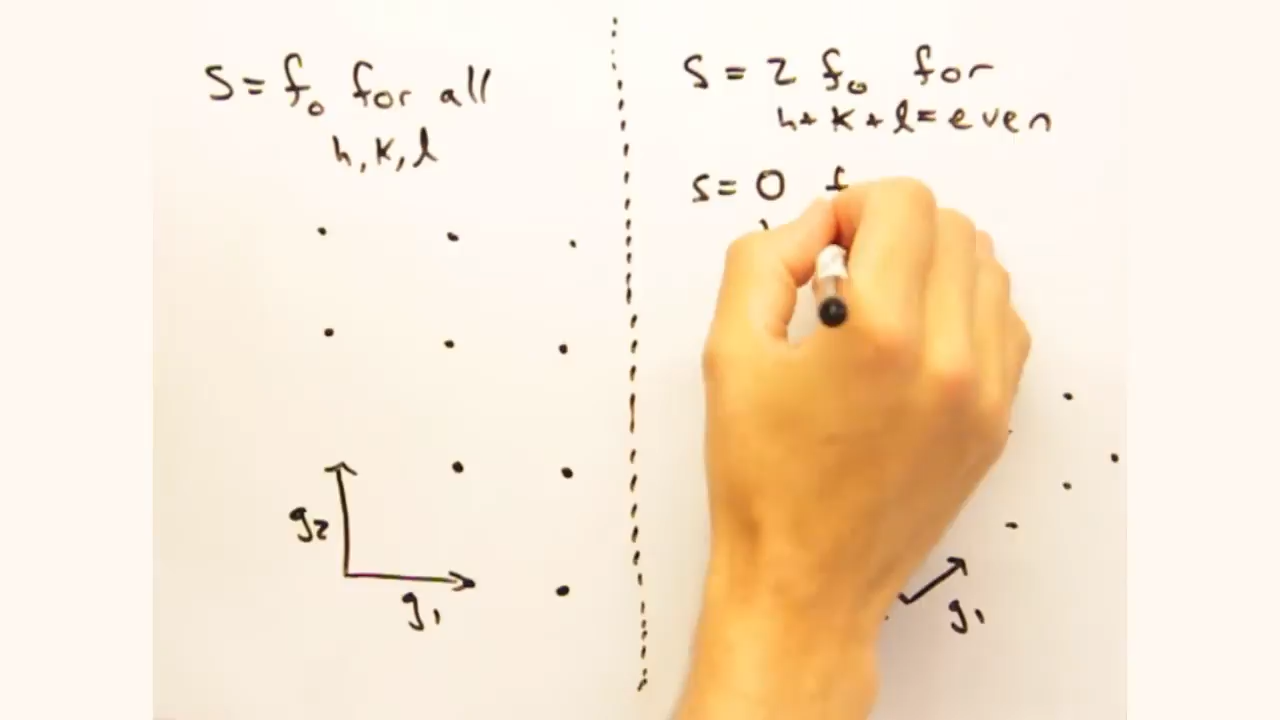 S = f₀ for all
h, k, l
g₂
g₁
S = 2 f₀ for
h + k + l = even
S = 0 f
g₁